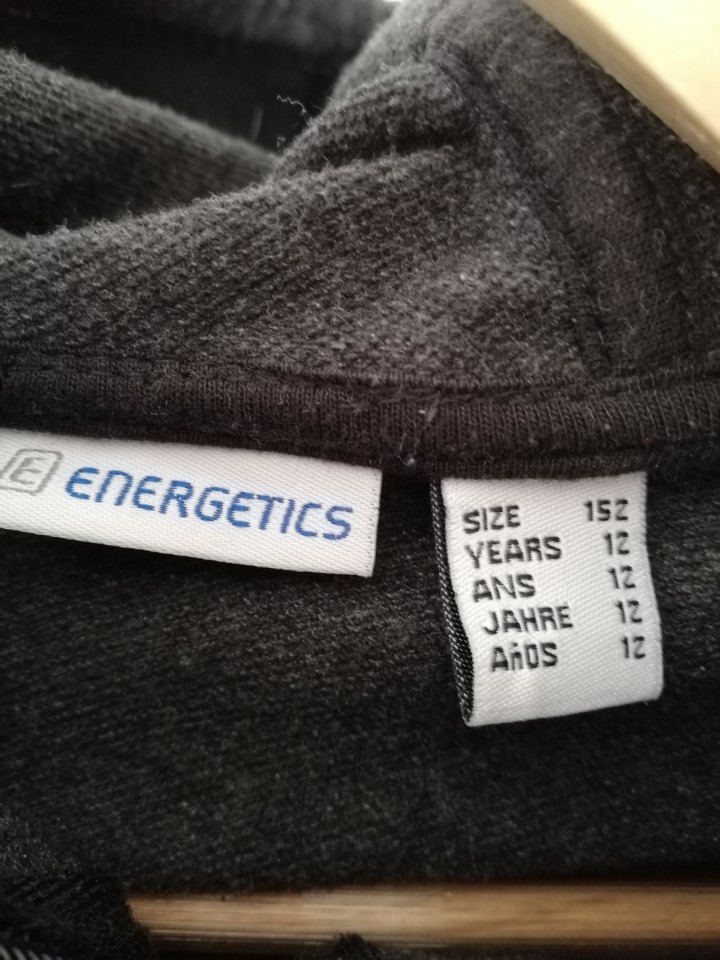 E ENERGETICS
SIZE 152
YEARS 12
ANS 12
JAHRE 12
AñOS 12